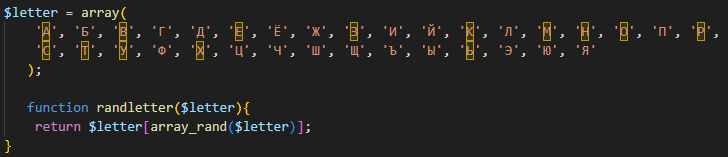 $letter = array(
'А', 'Б', 'В', 'Г', 'Д', 'Е', 'Ё', 'Ж', 'З', 'И', 'Й', 'К', 'Л', 'М', 'Н', 'О', 'П', 'Р',
'С', 'Т', 'У', 'Ф', 'Х', 'Ц', 'Ч', 'Ш', 'Щ', 'Ъ', 'Ы', 'Ь', 'Э', 'Ю', 'Я'
);
function randletter($letter){
return $letter[array_rand($letter)];
}